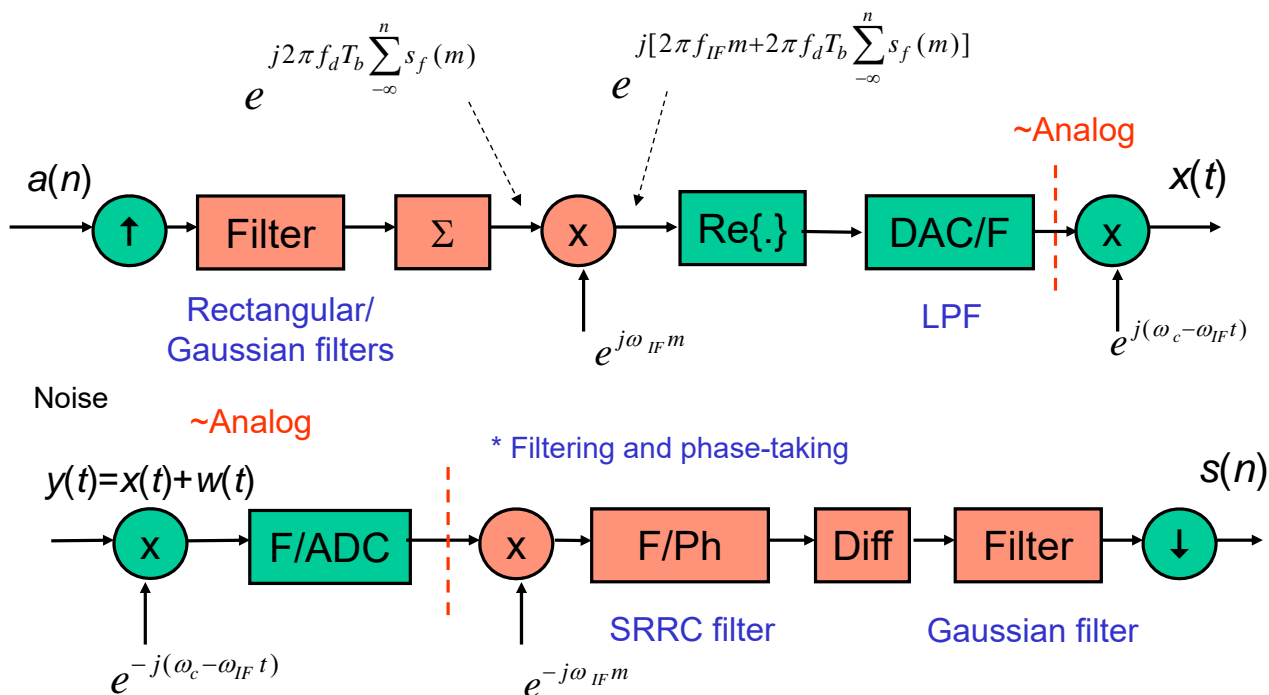 e^{j2πf_dT_b\sum_{-∞}^{n}s_f(m)}
e^{j[2πf_{IF}m+2πf_dT_b\sum_{-∞}^{n}s_f(m)]}
~Analog
a(n)
x(t)
↑
Filter
Σ
x
Re{.}
DAC/F
x
Rectangular/
Gaussian filters
LPF
e^{jω_{IF}m}
e^{j(ω_c−ω_{IF}t)}
Noise
~Analog
* Filtering and phase-taking
y(t)=x(t)+w(t)
s(n)
x
F/ADC
x
F/Ph
Diff
Filter
↓
SRRC filter
Gaussian filter
e^{-j(ω_c−ω_{IF}t)}
e^{-jω_{IF}m}